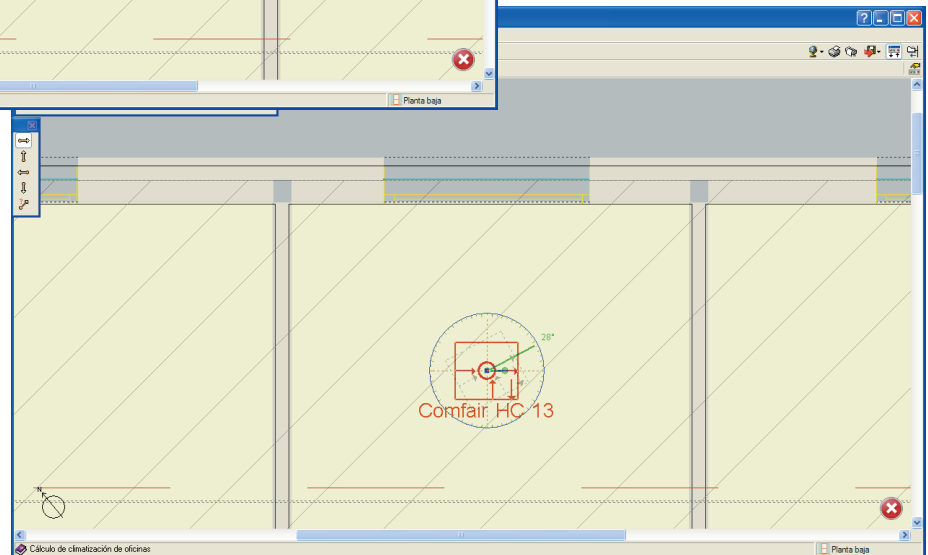 Planta baja
28°
Comfair HC 13
N
Cálculo de climatización de oficinas
Planta baja